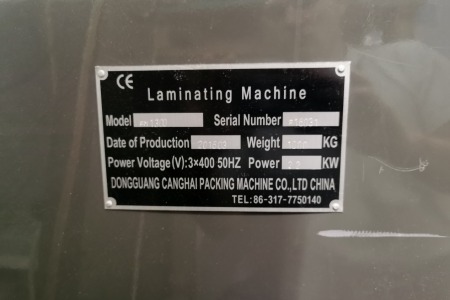 CE
Laminating Machine
Model Serial Number
Date of Production Weight KG
Power Voltage(V):3×400 50HZ Power KW
DONGGUANG CANGHAI PACKING MACHINE CO.,LTD CHINA
TEL:86-317-7750140